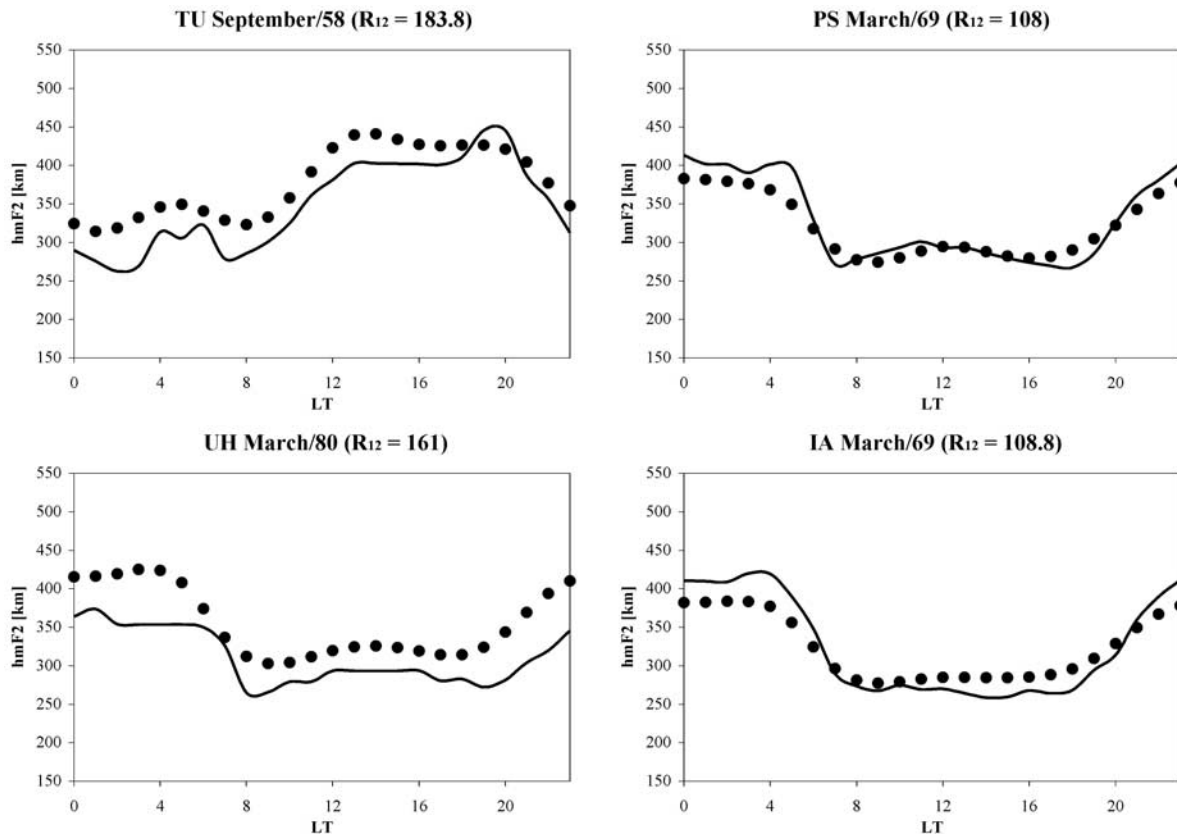 TU September/58 (R12 = 183.8)
550
500
450
400
350
300
250
200
150
hmF2 [km]
0 4 8 12 16 20
LT
PS March/69 (R12 = 108)
550
500
450
400
350
300
250
200
150
hmF2 [km]
0 4 8 12 16 20
LT
UH March/80 (R12 = 161)
550
500
450
400
350
300
250
200
150
hmF2 [km]
0 4 8 12 16 20
LT
IA March/69 (R12 = 108.8)
550
500
450
400
350
300
250
200
150
hmF2 [km]
0 4 8 12 16 20
LT